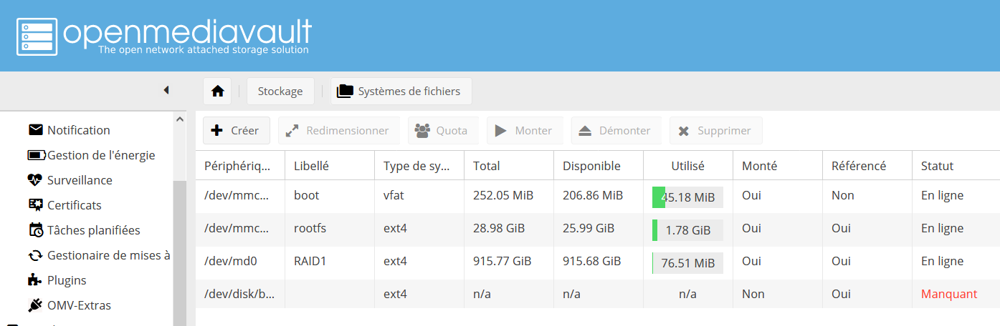 openmediavault
The open network attached storage solution
Stockage Systèmes de fichiers
Notification
Gestion de l'énergie
Surveillance
Certificats
Tâches planifiées
Gestionaire de mises à
Plugins
OMV-Extras
Créer Redimensionner Quota Monter Démonter Supprimer
Périphériq... Libellé Type de sy... Total Disponible Utilisé Monté Référencé Statut
/dev/mmc... boot vfat 252.05 MiB 206.86 MiB 45.18 MiB Oui Non En ligne
/dev/mmc... rootfs ext4 28.98 GiB 25.99 GiB 1.78 GiB Oui Oui En ligne
/dev/md0 RAID1 ext4 915.77 GiB 915.68 GiB 76.51 MiB Oui Oui En ligne
/dev/disk/b... ext4 n/a n/a n/a Non Oui Manquant